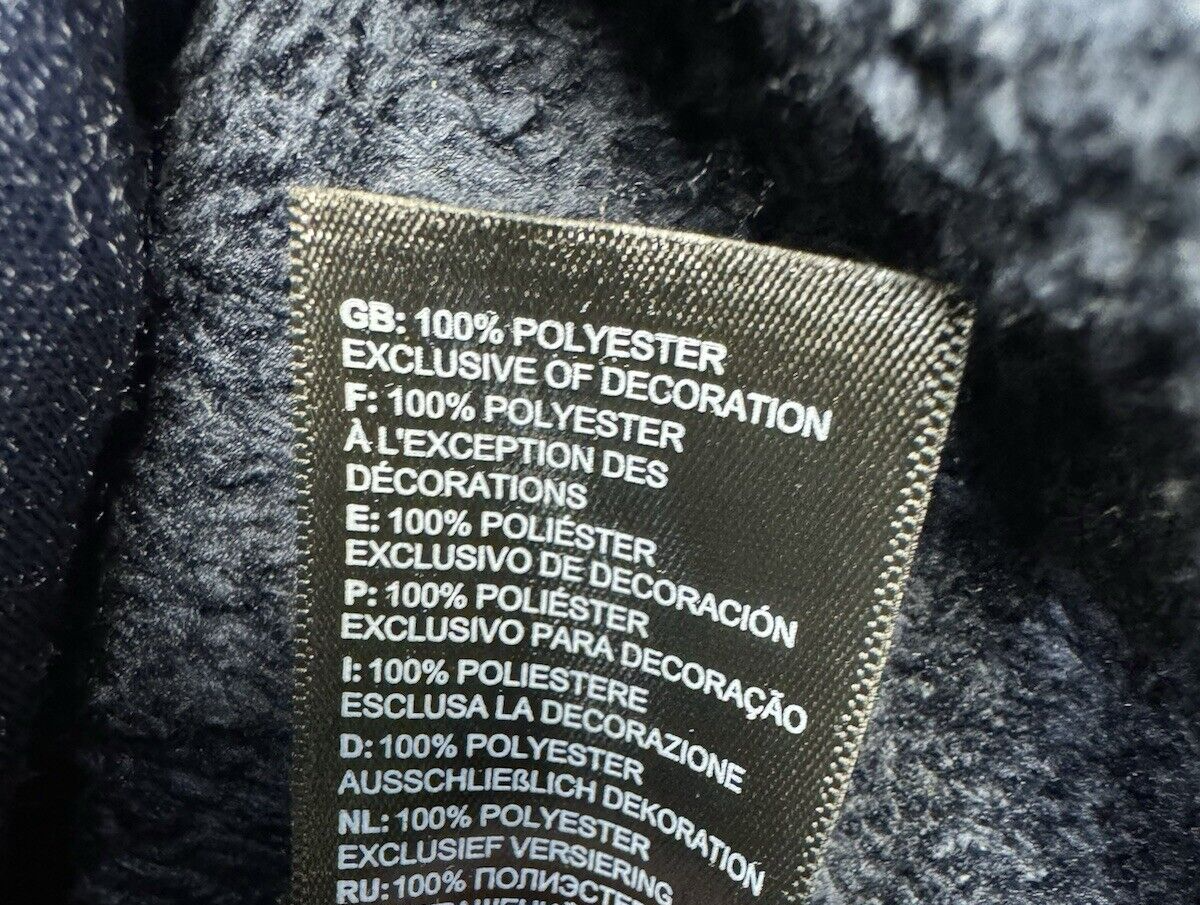 GB: 100% POLYESTER
EXCLUSIVE OF DECORATION
F: 100% POLYESTER
À L'EXCEPTION DES
DÉCORATIONS
E: 100% POLIÉSTER
EXCLUSIVO DE DECORACIÓN
P: 100% POLIÉSTER
EXCLUSIVO PARA DECORAÇÃO
I: 100% POLIESTERE
ESCLUSA LA DECORAZIONE
D: 100% POLYESTER
AUSSCHLIEßLICH DEKORATION
NL: 100% POLYESTER
EXCLUSIEF VERSIERING
RU: 100%